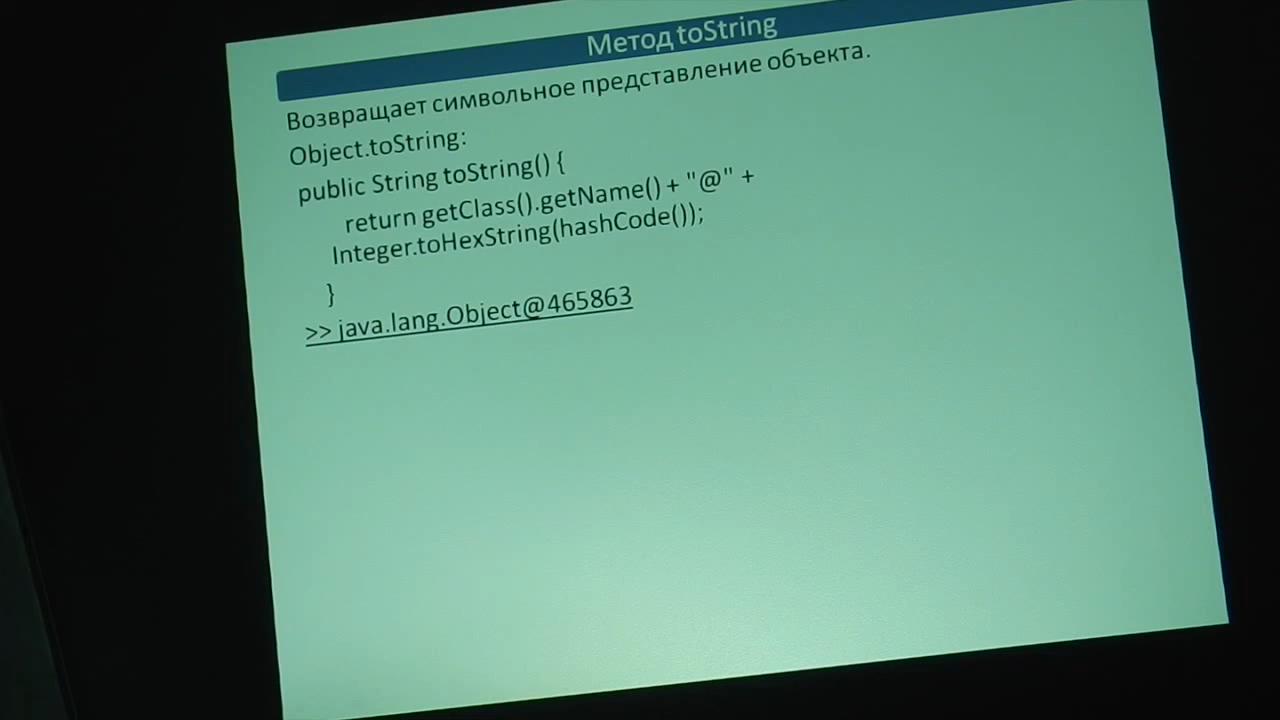 Метод toString
Возвращает символьное представление объекта.
Object.toString:
public String toString() {
return getClass().getName() + "@" +
Integer.toHexString(hashCode());
}
>> java.lang.Object@465863